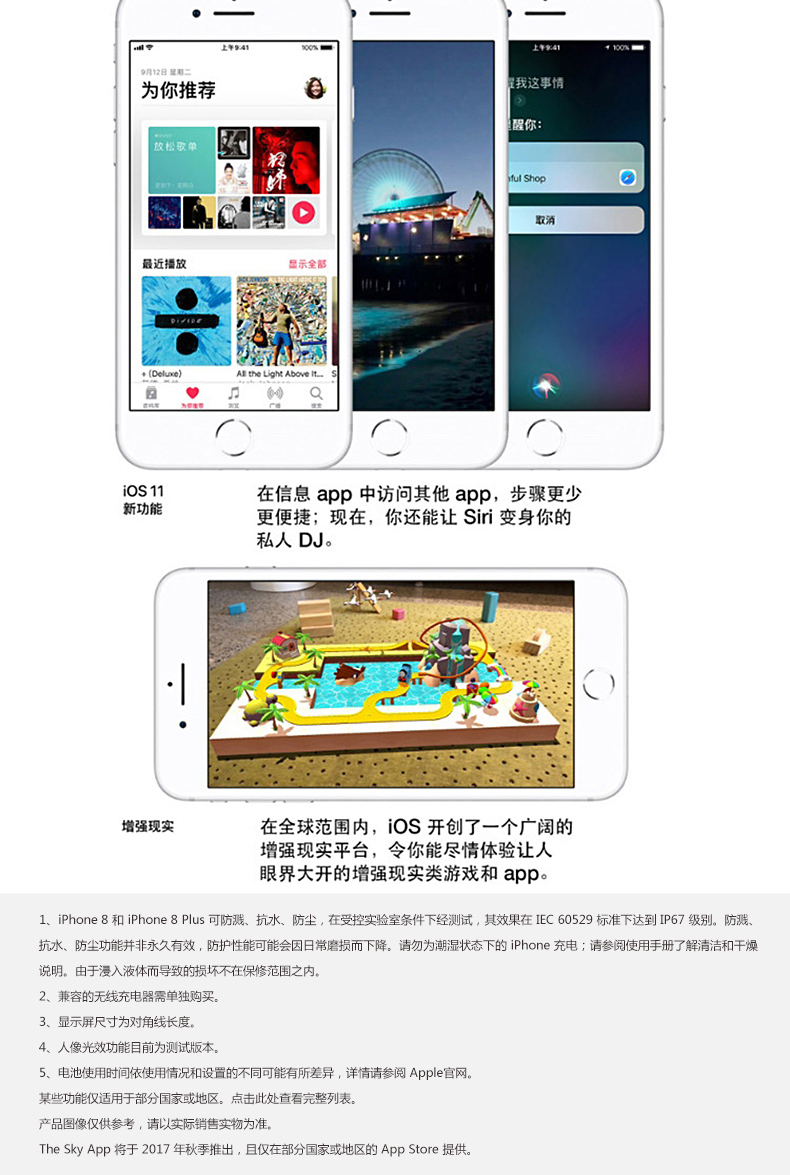 上午9:41
100%
上午9:41
100%
9月12日 星期二
为你推荐
醒我这事情
醒你：
放松歌单
ful Shop
取消
最近播放
显示全部
DIVIDE
÷ (Deluxe)
All the Light Above It...
S
资料库
为你推荐
浏览
广播
搜索
iOS 11
新功能
在信息 app 中访问其他 app，步骤更少
更便捷；现在，你还能让 Siri 变身你的
私人 DJ。
增强现实
在全球范围内，iOS 开创了一个广阔的
增强现实平台，令你能尽情体验让人
眼界大开的增强现实类游戏和 app。
1、iPhone 8 和 iPhone 8 Plus 可防溅、抗水、防尘，在受控实验室条件下经测试，其效果在 IEC 60529 标准下达到 IP67 级别。防溅、
抗水、防尘功能并非永久有效，防护性能可能会因日常磨损而下降。请勿为潮湿状态下的 iPhone 充电；请参阅使用手册了解清洁和干燥
说明。由于浸入液体而导致的损坏不在保修范围之内。
2、兼容的无线充电器需单独购买。
3、显示屏尺寸为对角线长度。
4、人像光效功能目前为测试版本。
5、电池使用时间依使用情况和设置的不同可能有所差异，详情请参阅 Apple官网。
某些功能仅适用于部分国家或地区。点击此处查看完整列表。
产品图像仅供参考，请以实际销售实物为准。
The Sky App 将于 2017 年秋季推出，且仅在部分国家或地区的 App Store 提供。